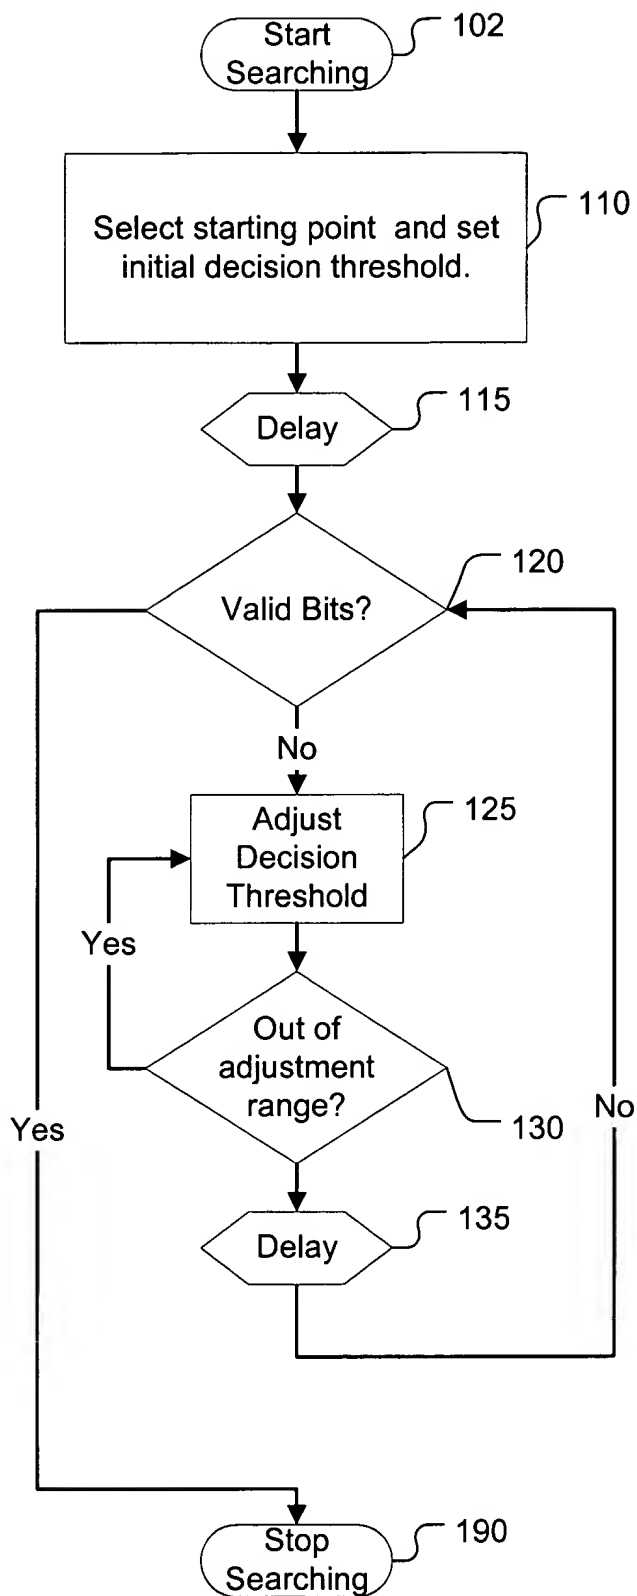 Start
Searching
102
Select starting point and set
initial decision threshold.
110
Delay
115
Valid Bits?
120
No
Adjust
Decision
Threshold
125
Yes
Out of
adjustment
range?
130
Yes
No
Delay
135
Stop
Searching
190